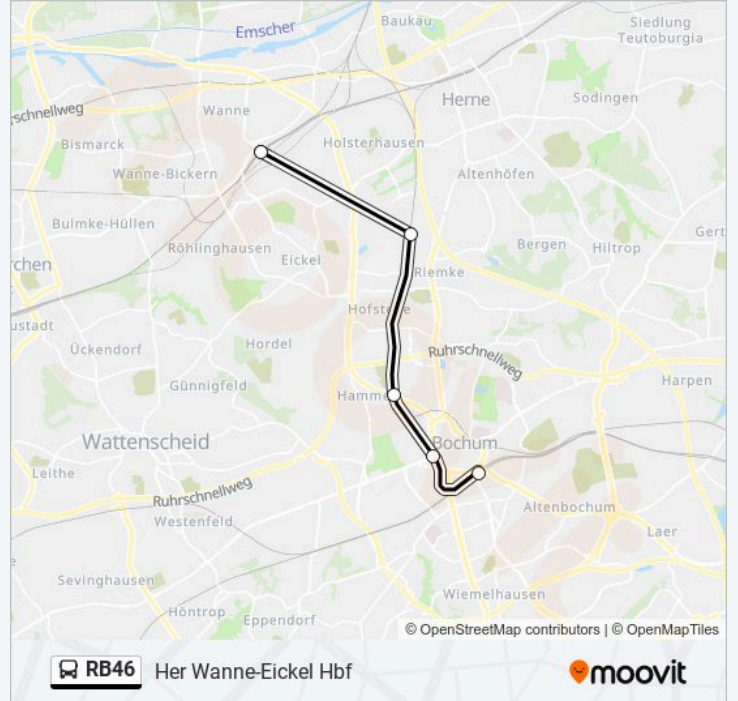 Baukau
Siedlung
Teutoburgia
Emscher
Herne
Sodingen
rschnellweg
Wanne
Bismarck
Holsterhausen
Wanne-Bickern
Altenhöfen
Bulmke-Hüllen
Röhlinghausen
Eickel
Bergen
Hiltrop
Gert
rchen
Riemke
ustadt
Hofstede
Ückendorf
Hordel
Ruhrschnellweg
Günnigfeld
Hamme
Harpen
Wattenscheid
Bochum
Leithe
Ruhrschnellweg
Westenfeld
Altenbochum
Laer
Sevinghausen
Wiemelhausen
Höntrop
Eppendorf
© OpenStreetMap contributors | © OpenMapTiles
RB46 Her Wanne-Eickel Hbf
moovit